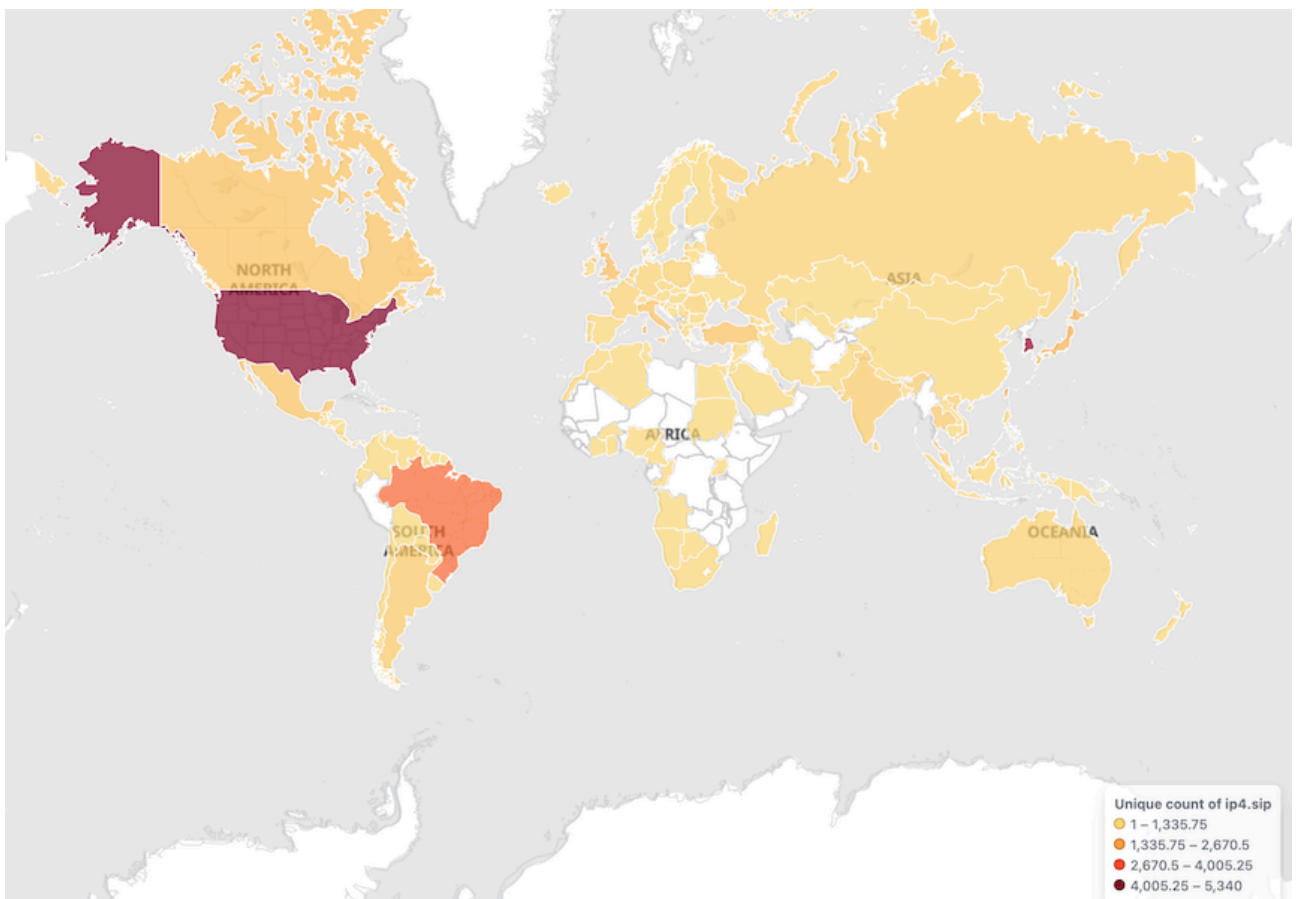 NORTH
AMERICA
ASIA
AFRICA
SOUTH
AMERICA
OCEANIA
Unique count of ip4.sip
1 – 1,335.75
1,335.75 – 2,670.5
2,670.5 – 4,005.25
4,005.25 – 5,340